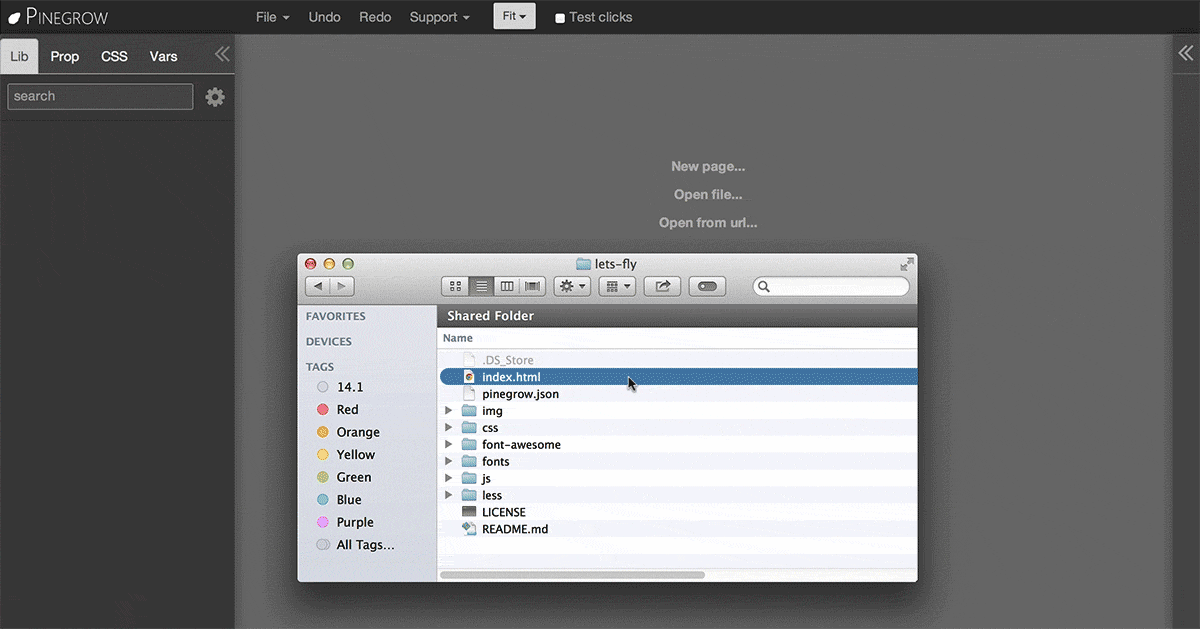 PINEGROW File Undo Redo Support Fit Test clicks
Lib Prop CSS Vars
search
New page...
Open file...
Open from url...
lets-fly
FAVORITES
DEVICES
TAGS
14.1
Red
Orange
Yellow
Green
Blue
Purple
All Tags...
Shared Folder
Name
.DS_Store
index.html
pinegrow.json
img
css
font-awesome
fonts
js
less
LICENSE
README.md